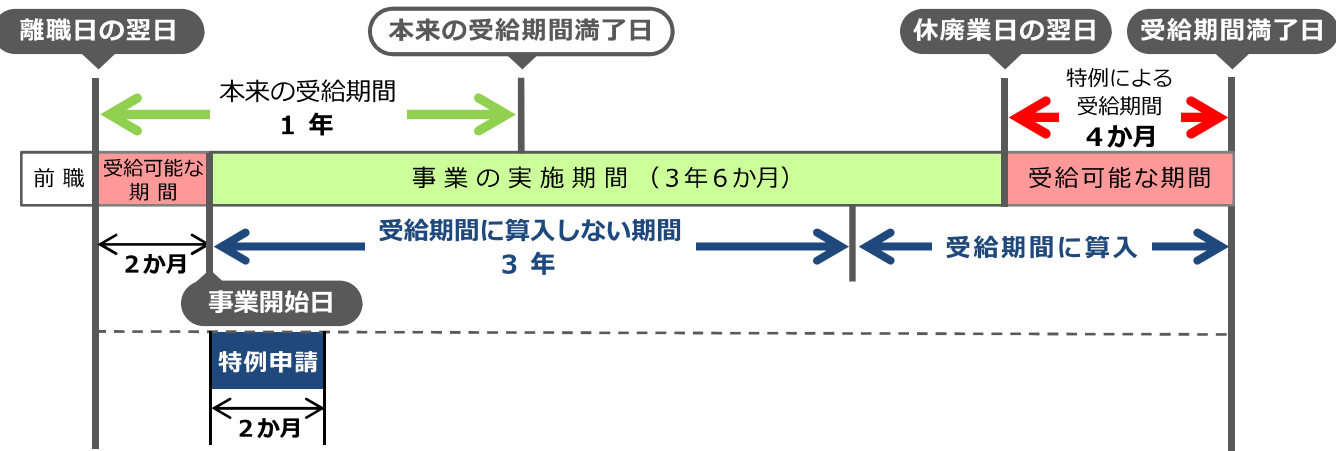 離職日の翌日
本来の受給期間満了日
休廃業日の翌日
受給期間満了日
本来の受給期間
1 年
特例による
受給期間
4か月
前 職
受給可能な
期 間
事 業 の 実 施 期 間 （3年6か月）
受給可能な期間
2か月
受給期間に算入しない期間
3 年
受給期間に算入
事業開始日
特例申請
2か月